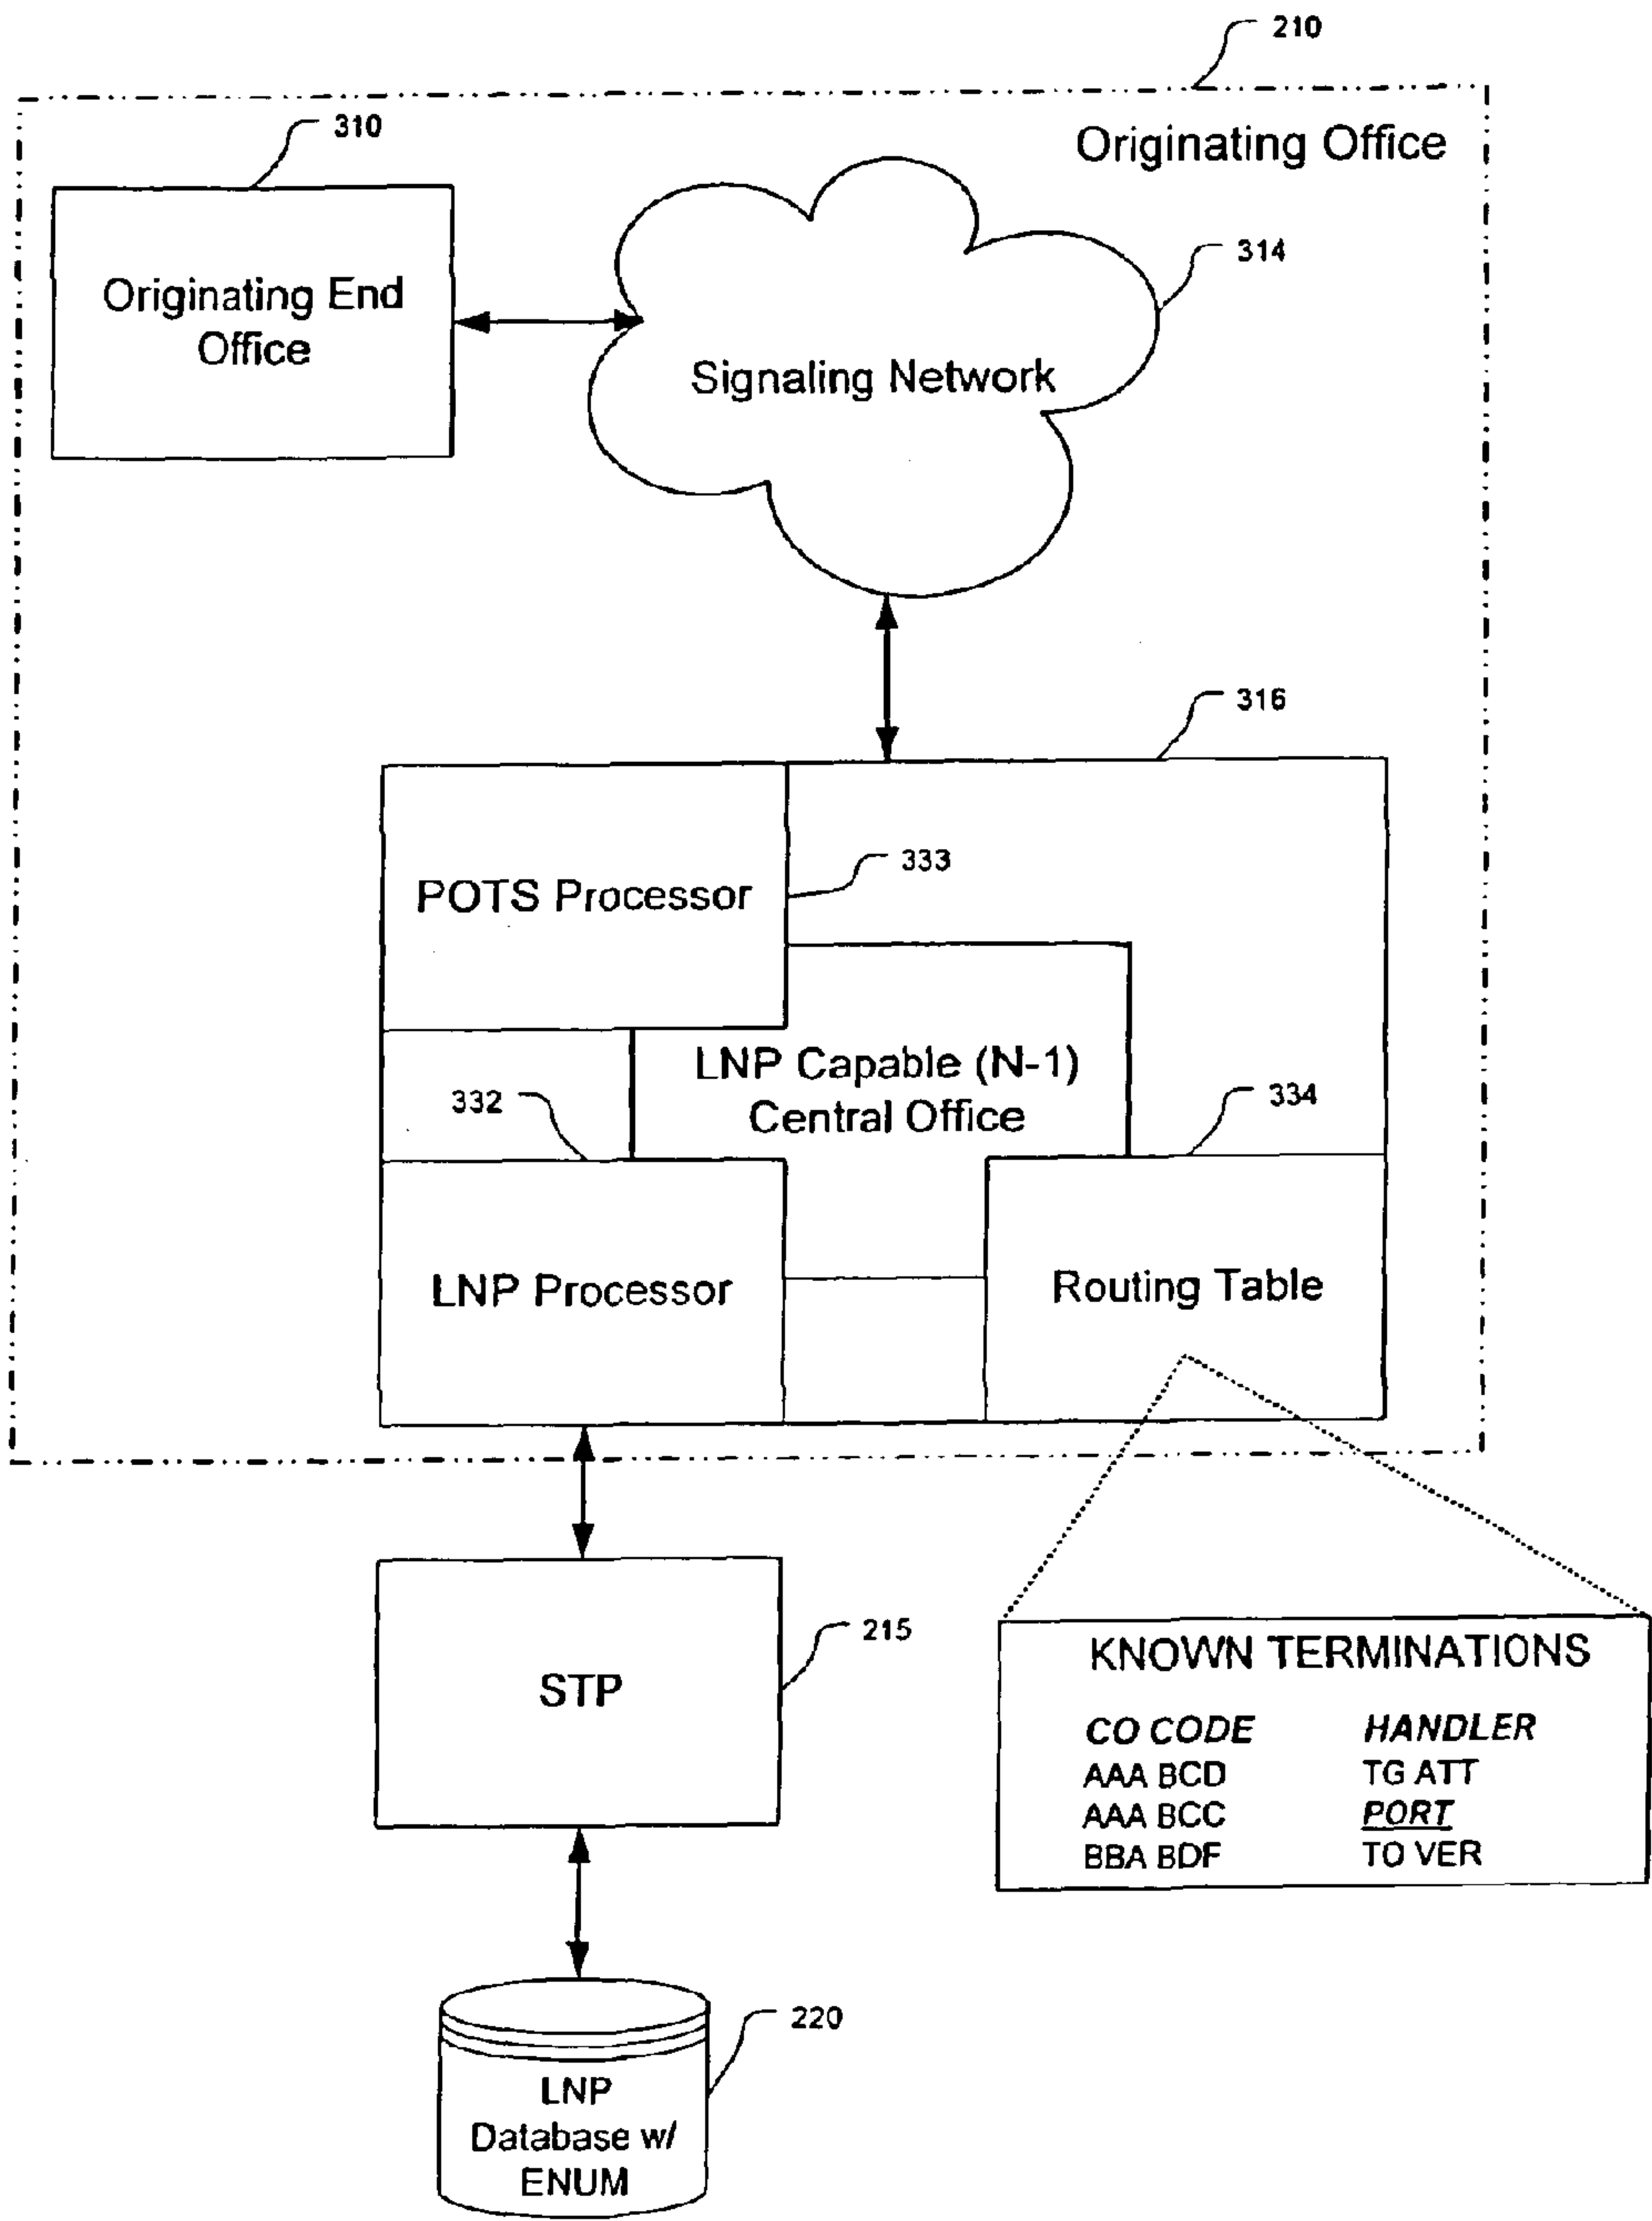 210
Originating Office
310
Originating End
Office
314
Signaling Network
316
333
POTS Processor
LNP Capable (N-1)
Central Office
332
334
LNP Processor
Routing Table
215
STP
KNOWN TERMINATIONS
CO CODE HANDLER
AAA BCD TG ATT
AAA BCC PORT
BBA BDF TO VER
220
LNP
Database w/
ENUM